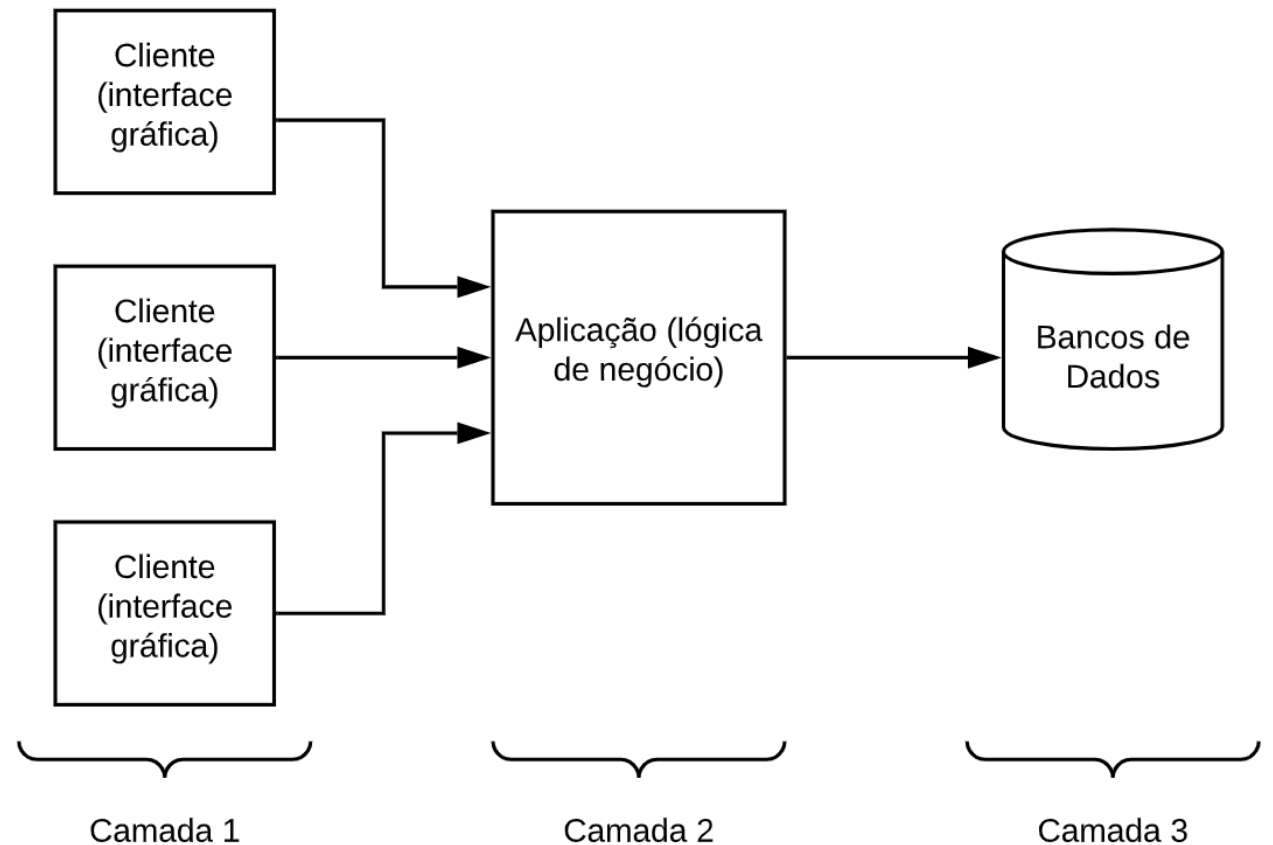 Cliente
(interface
gráfica)
Cliente
(interface
gráfica)
Cliente
(interface
gráfica)
Aplicação (lógica
de negócio)
Bancos de
Dados
Camada 1
Camada 2
Camada 3